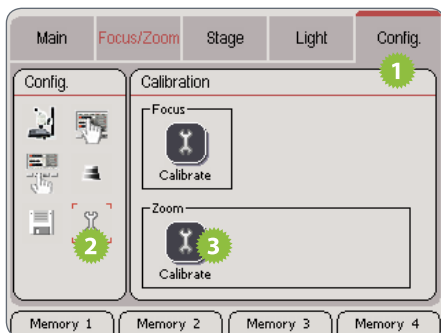 Main Focus/Zoom Stage Light Config.
1
Config. Calibration
Focus
Calibrate
Zoom
2 3
Calibrate
Memory 1 Memory 2 Memory 3 Memory 4